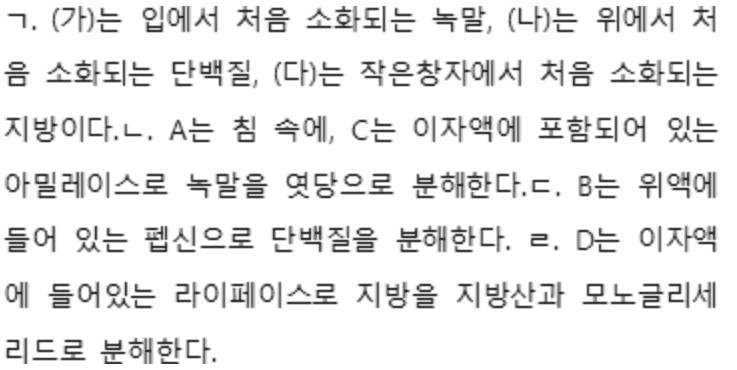 ㄱ. (가)는 입에서 처음 소화되는 녹말, (나)는 위에서 처
음 소화되는 단백질, (다)는 작은창자에서 처음 소화되는
지방이다.ㄴ. A는 침 속에, C는 이자액에 포함되어 있는
아밀레이스로 녹말을 엿당으로 분해한다.ㄷ. B는 위액에
들어 있는 펩신으로 단백질을 분해한다. ㄹ. D는 이자액
에 들어있는 라이페이스로 지방을 지방산과 모노글리세
리드로 분해한다.